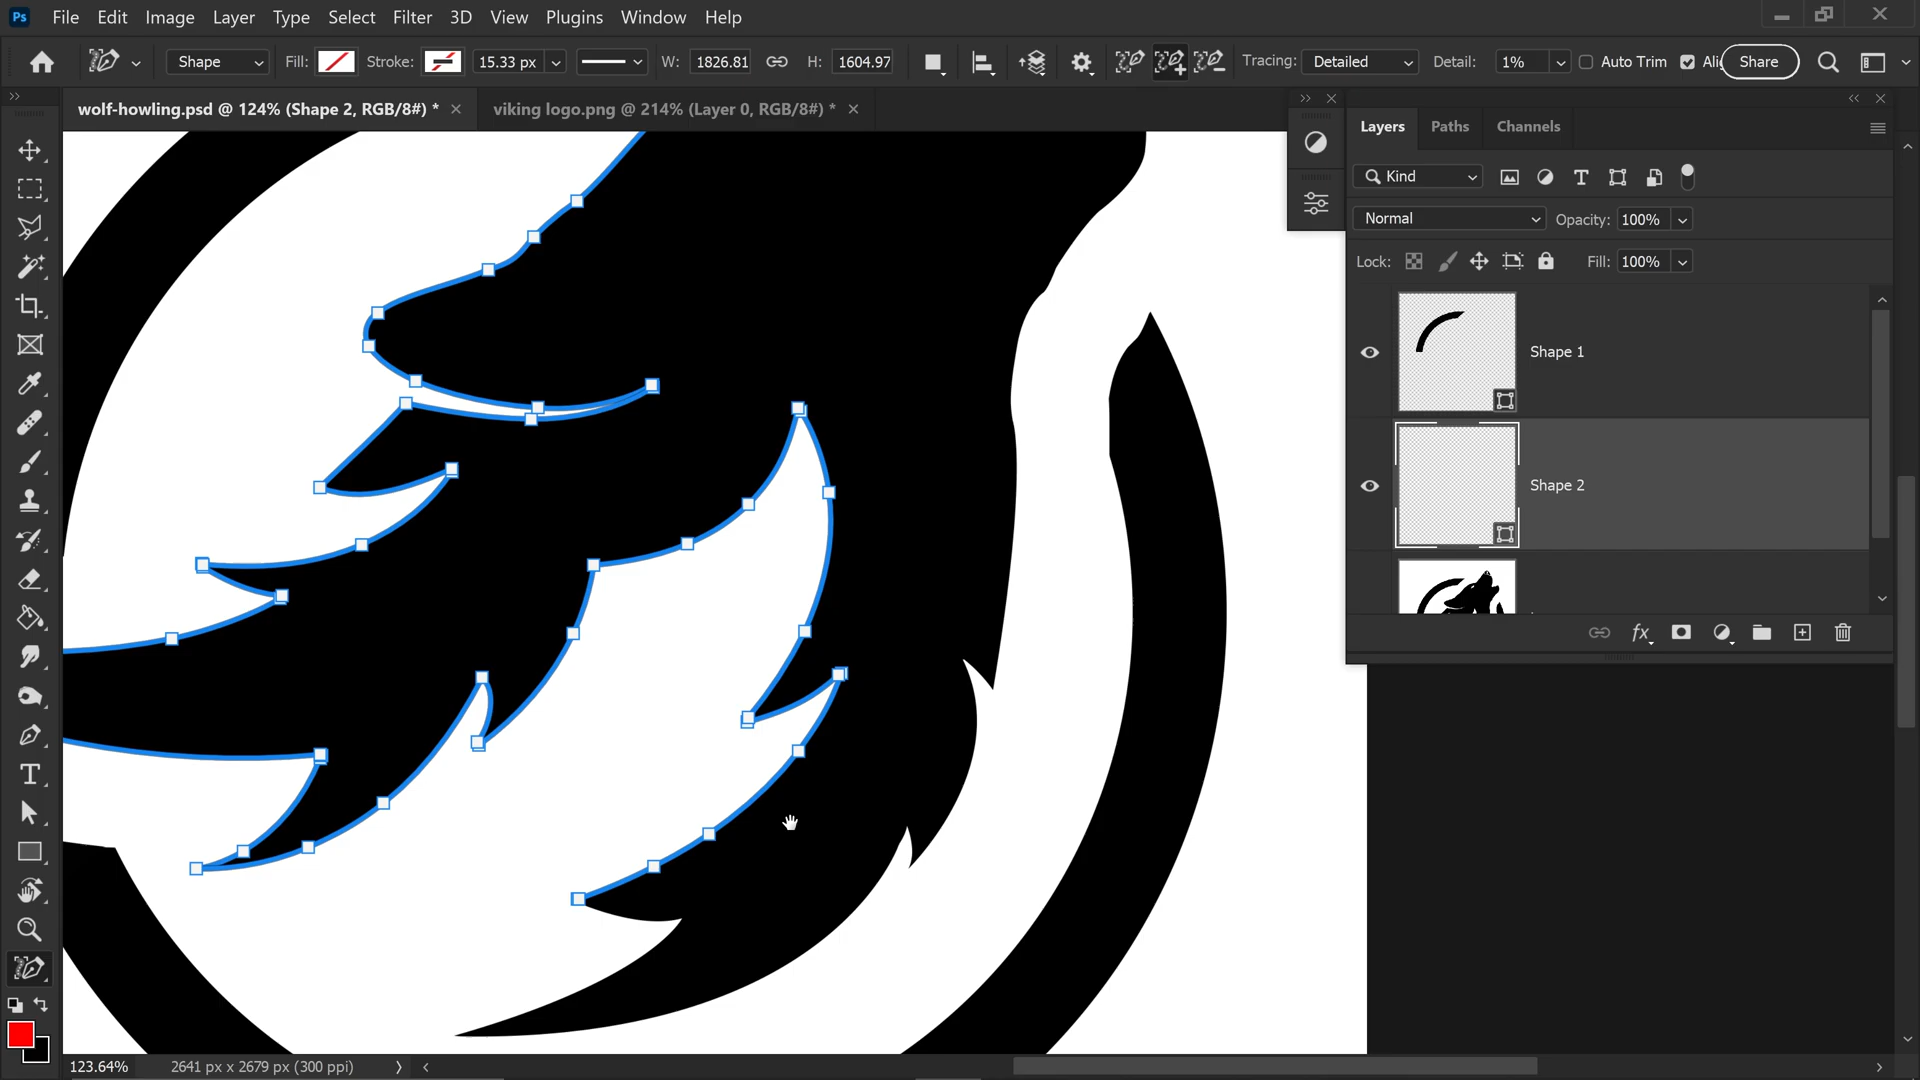 Ps File Edit Image Layer Type Select Filter 3D View Plugins Window Help
Shape Fill: Stroke: 15.33 px W: 1826.81 H: 1604.97 Tracing: Detailed Detail: 1% Auto Trim Alig Share
wolf-howling.psd @ 124% (Shape 2, RGB/8#) * viking logo.png @ 214% (Layer 0, RGB/8#) *
Layers Paths Channels
Kind
Normal Opacity: 100%
Lock: Fill: 100%
Shape 1
Shape 2
fx
123.64% 2641 px x 2679 px (300 ppi)